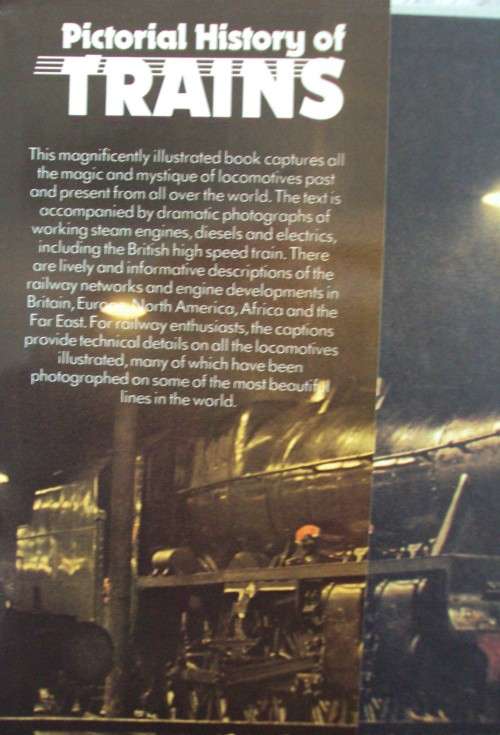 Pictorial History of
TRAINS
This magnificently illustrated book captures all
the magic and mystique of locomotives past
and present from all over the world. The text is
accompanied by dramatic photographs of
working steam engines, diesels and electrics,
including the British high speed train. There
are lively and informative descriptions of the
railway networks and engine developments in
Britain, Europe, North America, Africa and the
Far East. For railway enthusiasts, the captions
provide technical details on all the locomotives
illustrated, many of which have been
photographed on some of the most beautiful
lines in the world.